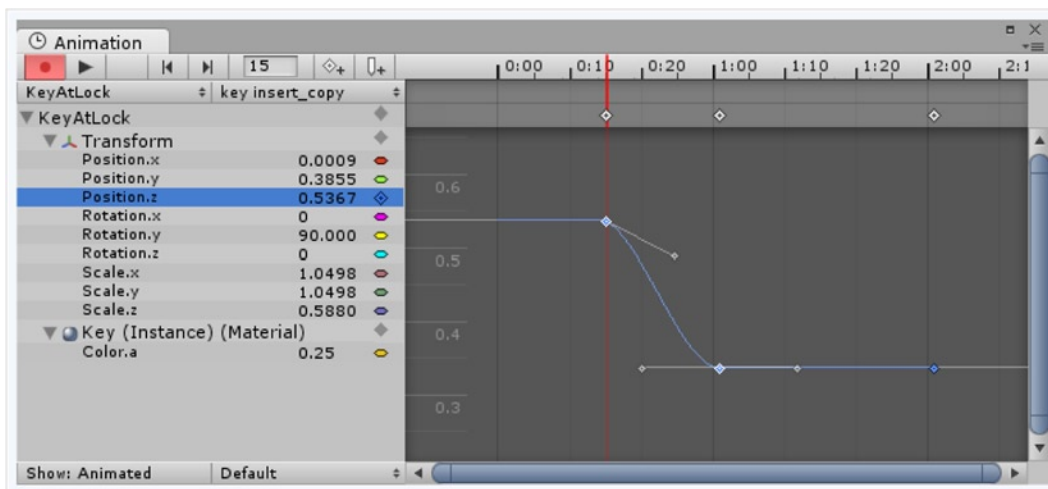 Animation
15
0:00 0:10 0:20 1:00 1:10 1:20 2:00 2:1
KeyAtLock key insert_copy
KeyAtLock
Transform
Position.x 0.0009
Position.y 0.3855
Position.z 0.5367
Rotation.x 0
Rotation.y 90.000
Rotation.z 0
Scale.x 1.0498
Scale.y 1.0498
Scale.z 0.5880
Key (Instance) (Material)
Color.a 0.25
0.6
0.5
0.4
0.3
Show: Animated Default